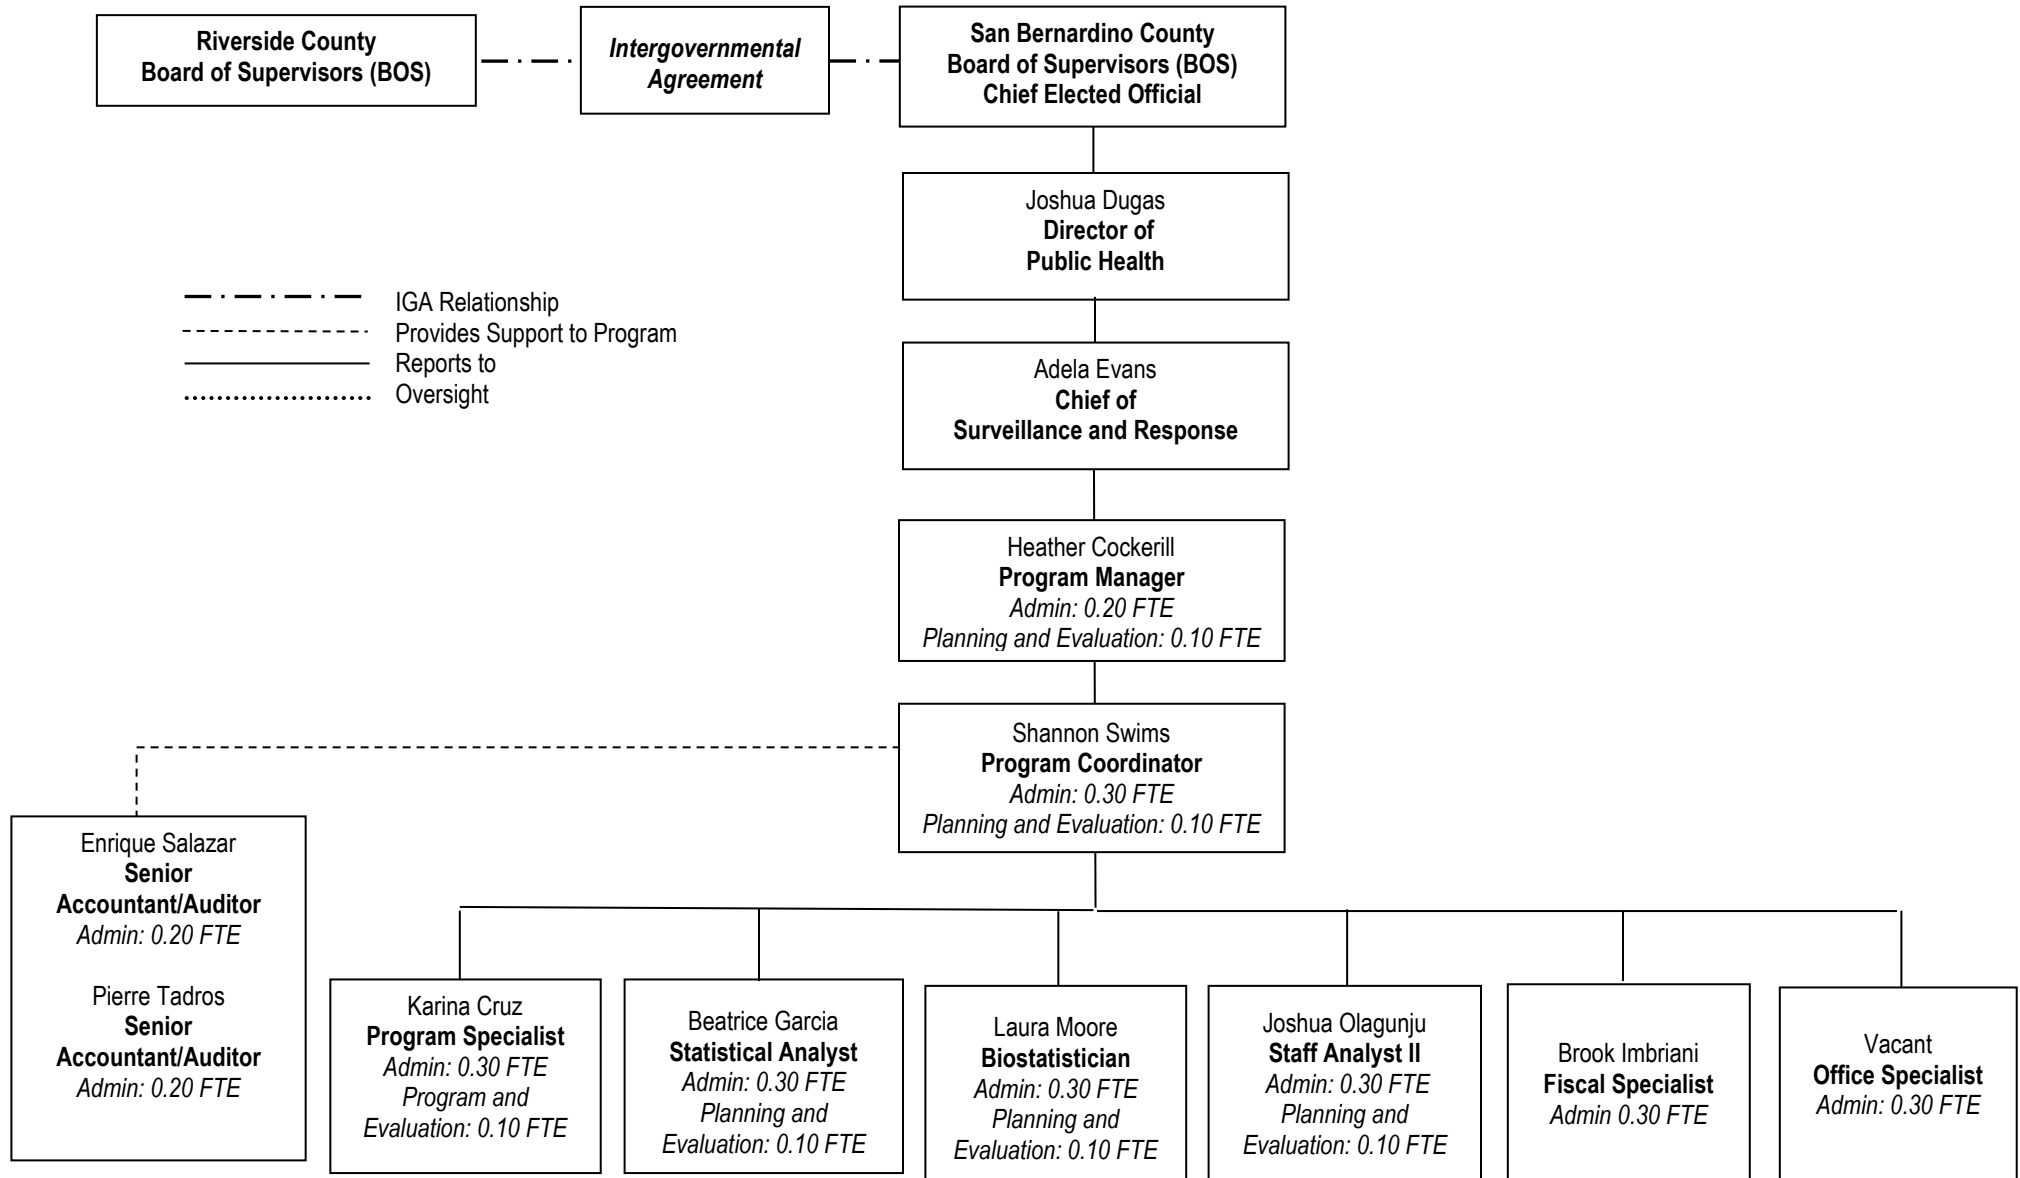 Riverside County
Board of Supervisors (BOS)
Intergovernmental
Agreement
San Bernardino County
Board of Supervisors (BOS)
Chief Elected Official
Joshua Dugas
Director of
Public Health
IGA Relationship
Provides Support to Program
Reports to
Oversight
Adela Evans
Chief of
Surveillance and Response
Heather Cockerill
Program Manager
Admin: 0.20 FTE
Planning and Evaluation: 0.10 FTE
Shannon Swims
Program Coordinator
Admin: 0.30 FTE
Planning and Evaluation: 0.10 FTE
Enrique Salazar
Senior
Accountant/Auditor
Admin: 0.20 FTE
Pierre Tadros
Senior
Accountant/Auditor
Admin: 0.20 FTE
Karina Cruz
Program Specialist
Admin: 0.30 FTE
Program and
Evaluation: 0.10 FTE
Beatrice Garcia
Statistical Analyst
Admin: 0.30 FTE
Planning and
Evaluation: 0.10 FTE
Laura Moore
Biostatistician
Admin: 0.30 FTE
Planning and
Evaluation: 0.10 FTE
Joshua Olagunju
Staff Analyst II
Admin: 0.30 FTE
Planning and
Evaluation: 0.10 FTE
Brook Imbriani
Fiscal Specialist
Admin 0.30 FTE
Vacant
Office Specialist
Admin: 0.30 FTE